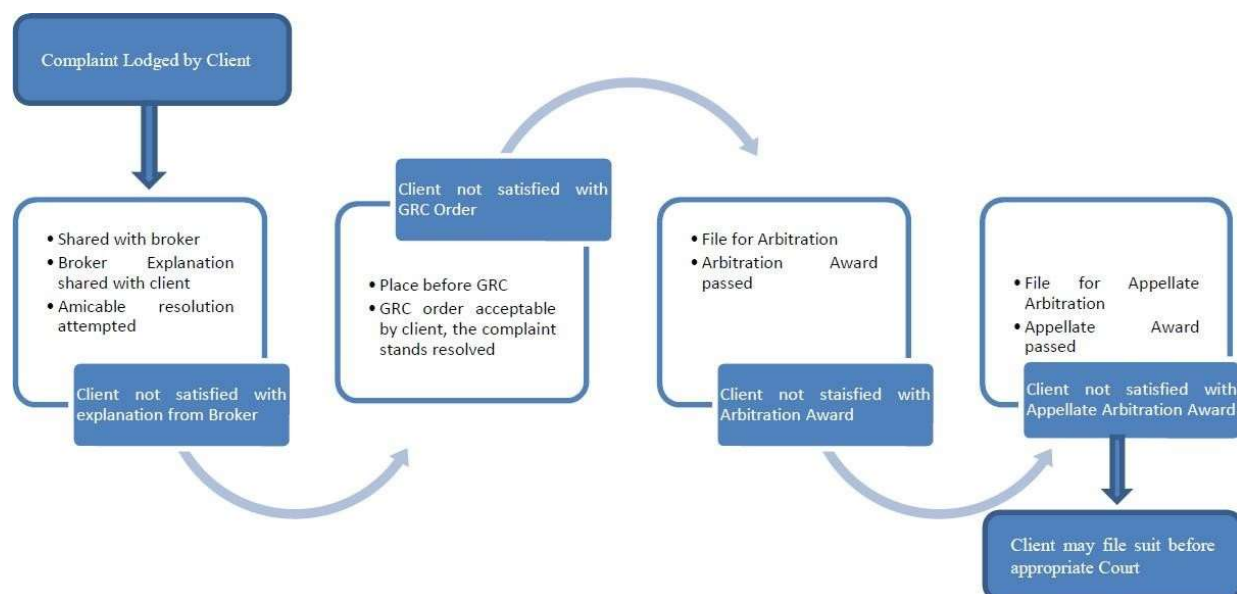 Complaint Lodged by Client
• Shared with broker
• Broker Explanation
shared with client
• Amicable resolution
attempted
Client not satisfied with
explanation from Broker
Client not satisfied with
GRC Order
• Place before GRC
• GRC order acceptable
by client, the complaint
stands resolved
• File for Arbitration
• Arbitration Award
passed
Client not staisfied with
Arbitration Award
• File for Appellate
Arbitration
• Appellate Award
passed
Client not satisfied with
Appellate Arbitration Award
Client may file suit before
appropriate Court